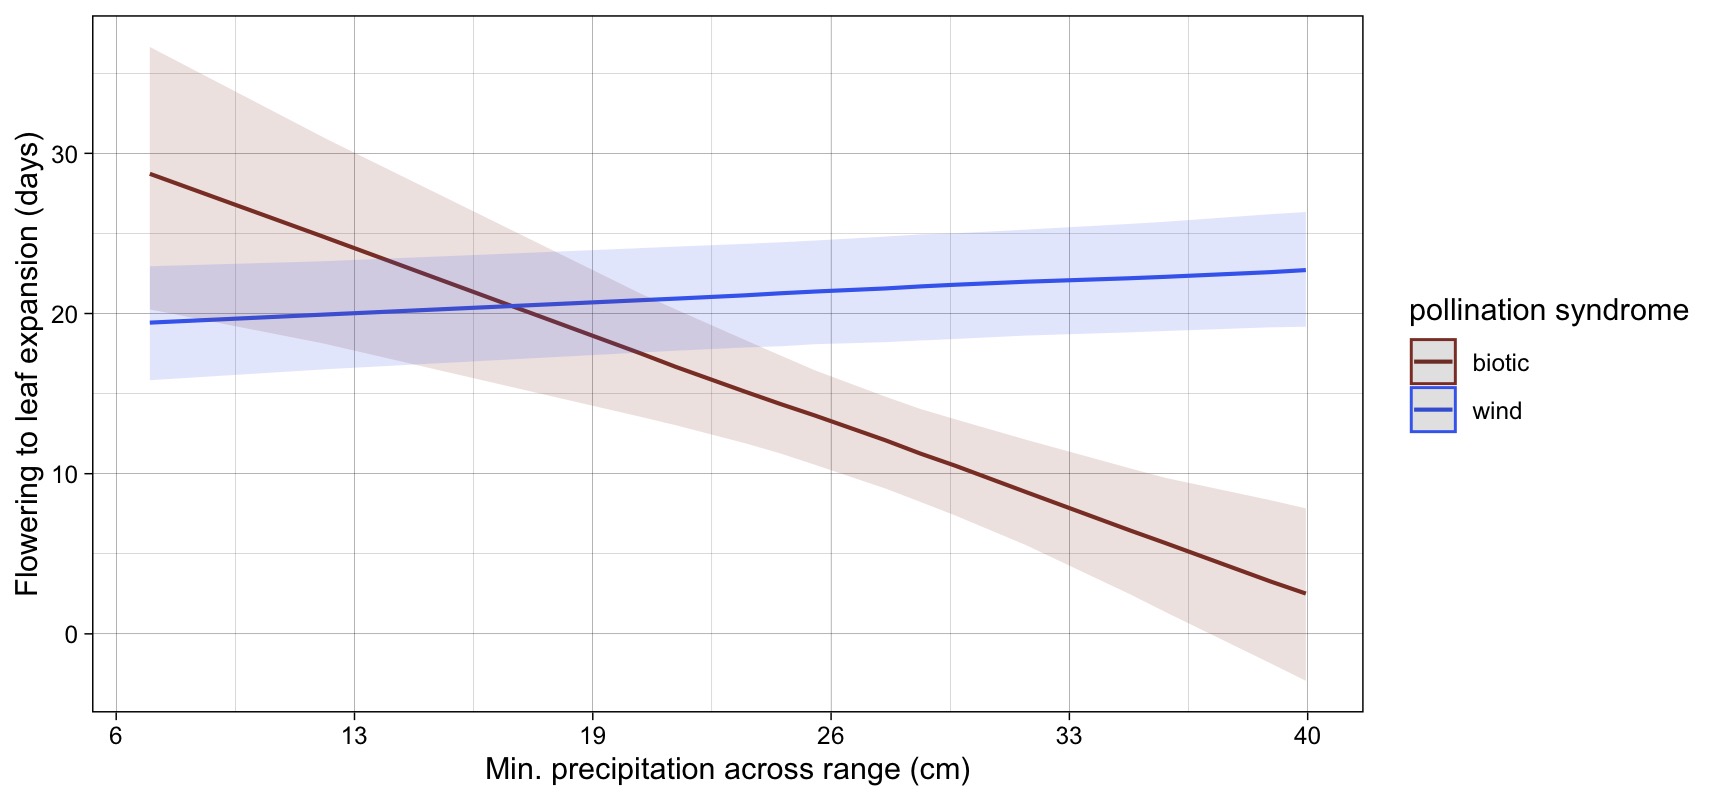 Flowering to leaf expansion (days)
30
20
10
0
6 13 19 26 33 40
Min. precipitation across range (cm)
pollination syndrome
biotic
wind